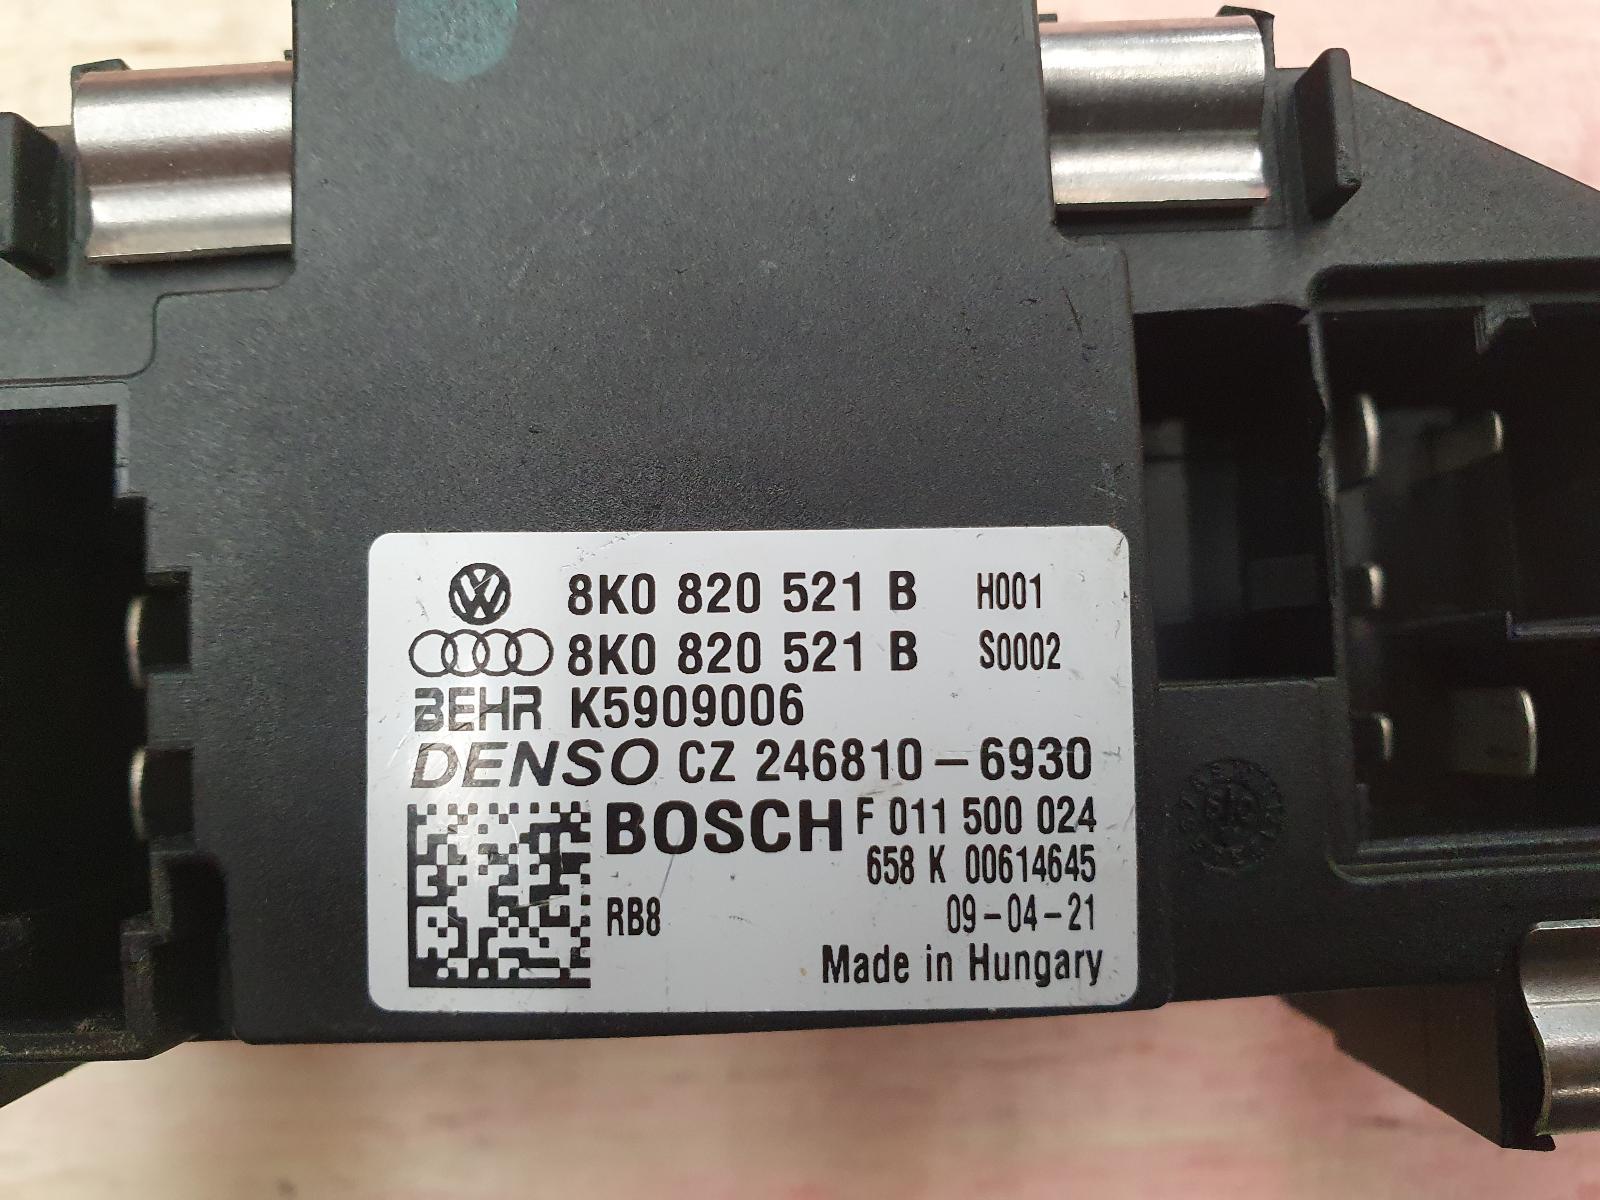 8K0 820 521 B H001
8K0 820 521 B S0002
BEHR K5909006
DENSO CZ 246810-6930
BOSCH F 011 500 024
658 K 00614645
RB8 09-04-21
Made in Hungary